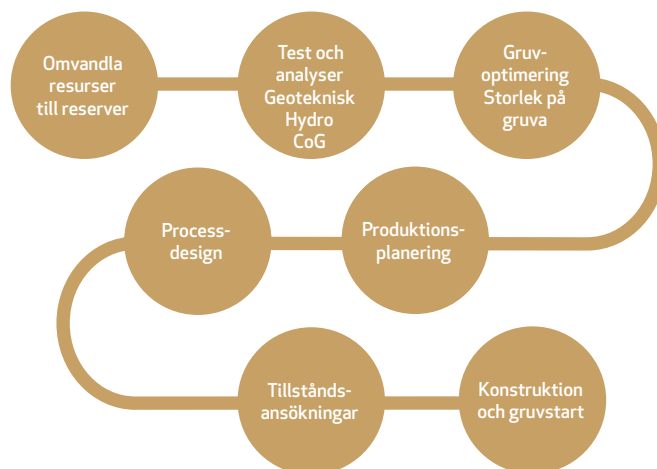 Omvandla
resurser
till reserver
Test och
analyser
Geoteknisk
Hydro
CoG
Gruv-
optimering
Storlek på
gruva
Produktions-
planering
Process-
design
Tillstånds-
ansökningar
Konstruktion
och gruvstart